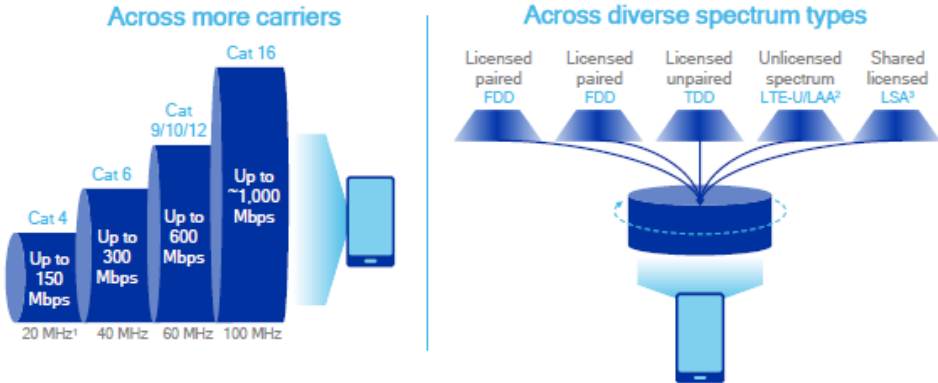 Across more carriers
Cat 16
Cat
9/10/12
Cat 6
Cat 4
Up to
150
Mbps
Up to
300
Mbps
Up to
600
Mbps
Up to
~1,000
Mbps
20 MHz¹
40 MHz
60 MHz
100 MHz
Across diverse spectrum types
Licensed
paired
FDD
Licensed
paired
FDD
Licensed
unpaired
TDD
Unlicensed
spectrum
LTE-U/LAA²
Shared
licensed
LSA³